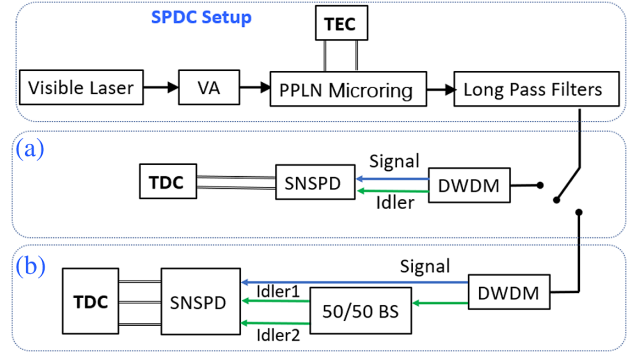 SPDC Setup
TEC
Visible Laser
VA
PPLN Microring
Long Pass Filters
(a)
TDC
SNSPD
Signal
Idler
DWDM
(b)
TDC
SNSPD
Signal
Idler1
Idler2
50/50 BS
DWDM